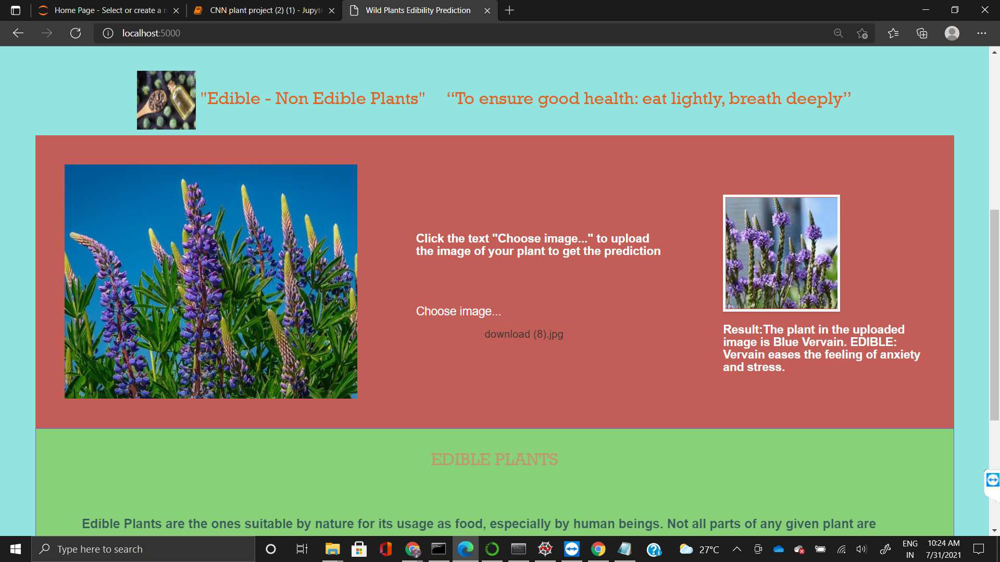 Home Page - Select or create a n
CNN plant project (2) (1) - Jupyte
Wild Plants Edibility Prediction
localhost:5000
"Edible - Non Edible Plants" “To ensure good health: eat lightly, breath deeply”
Click the text "Choose image..." to upload
the image of your plant to get the prediction
Choose image...
download (8).jpg
Result:The plant in the uploaded
image is Blue Vervain. EDIBLE:
Vervain eases the feeling of anxiety
and stress.
EDIBLE PLANTS
Edible Plants are the ones suitable by nature for its usage as food, especially by human beings. Not all parts of any given plant are
Type here to search
27°C
ENG
IN
10:24 AM
7/31/2021